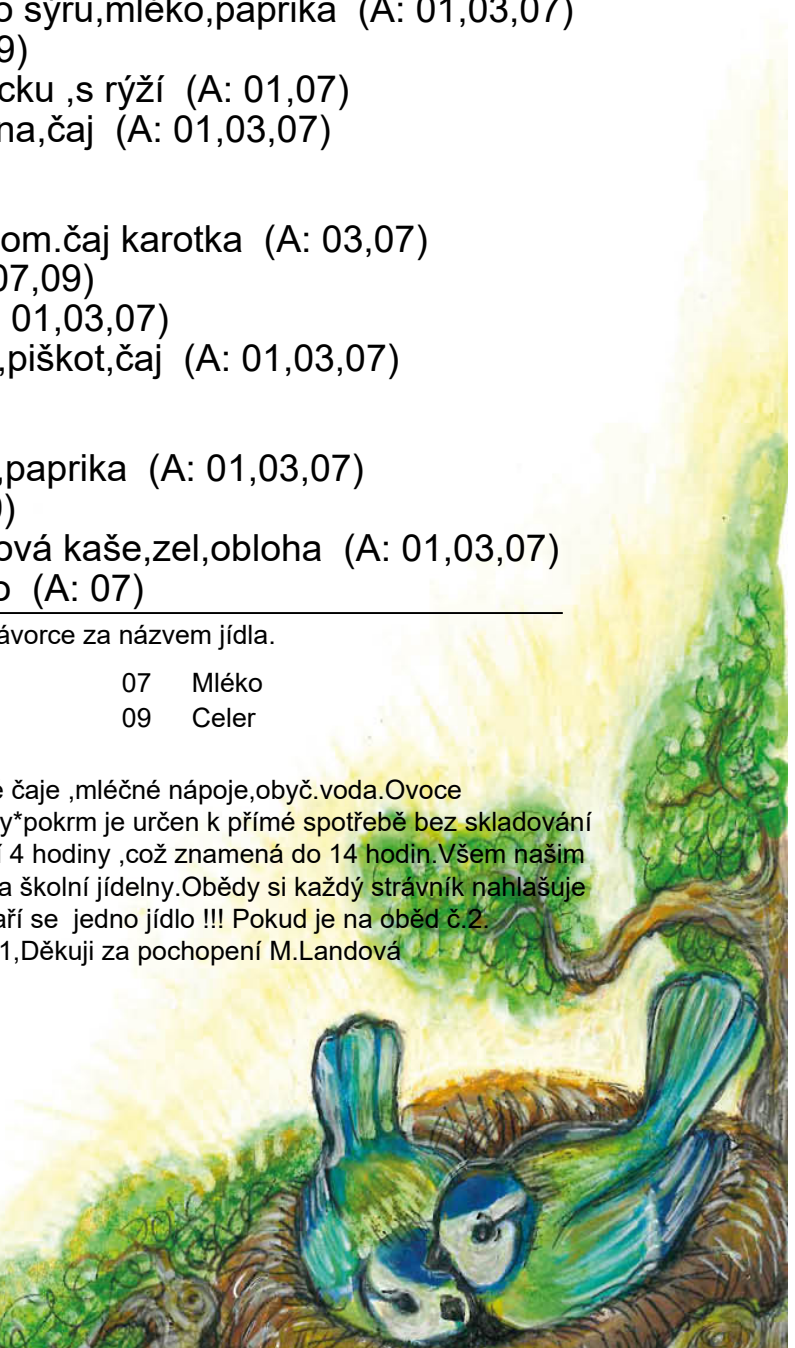 o sýru,mléko,paprika (A: 01,03,07)
9)
cku ,s rýží (A: 01,07)
na,čaj (A: 01,03,07)
om.čaj karotka (A: 03,07)
07,09)
01,03,07)
,piškot,čaj (A: 01,03,07)
,paprika (A: 01,03,07)
)
ová kaše,zel,obloha (A: 01,03,07)
o (A: 07)
ávorce za názvem jídla.
07 Mléko
09 Celer
e čaje ,mléčné nápoje,obyč.voda.Ovoce
y*pokrm je určen k přímé spotřebě bez skladování
í 4 hodiny ,což znamená do 14 hodin.Všem našim
a školní jídelny.Obědy si každý strávník nahlašuje
aří se jedno jídlo !!! Pokud je na oběd č.2.
1,Děkuji za pochopení M.Landová